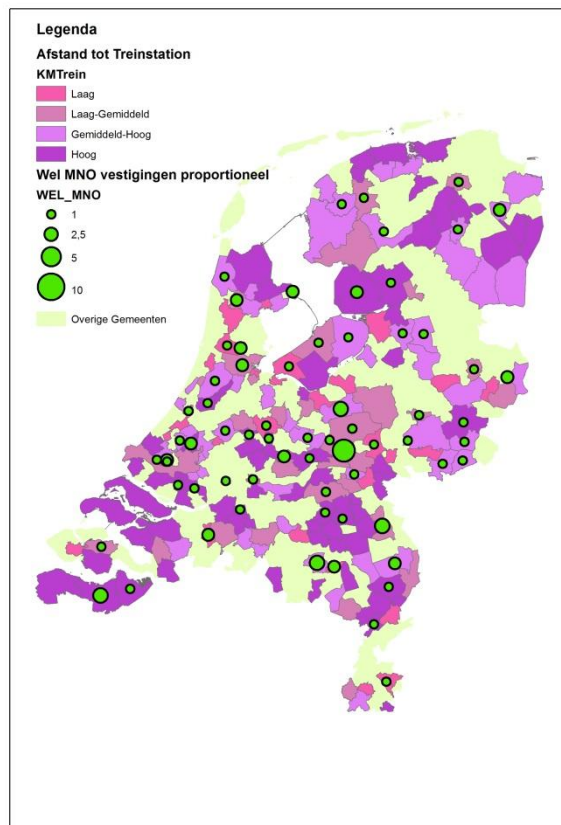 Legenda
Afstand tot Treinstation
KMTrein
Laag
Laag-Gemiddeld
Gemiddeld-Hoog
Hoog
Wel MNO vestigingen proportioneel
WEL_MNO
1
2,5
5
10
Overige Gemeenten